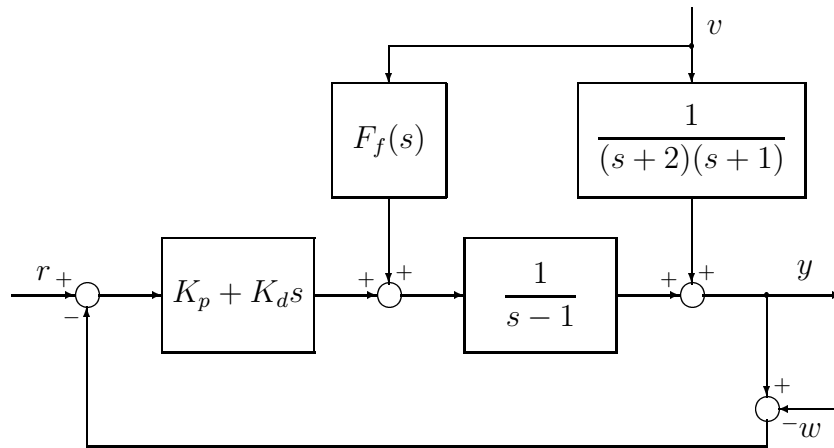 v
F_f(s)
1
(s + 2)(s + 1)
r
+
−
K_p + K_d s
+
+
1
s − 1
+
+
y
+
−
w